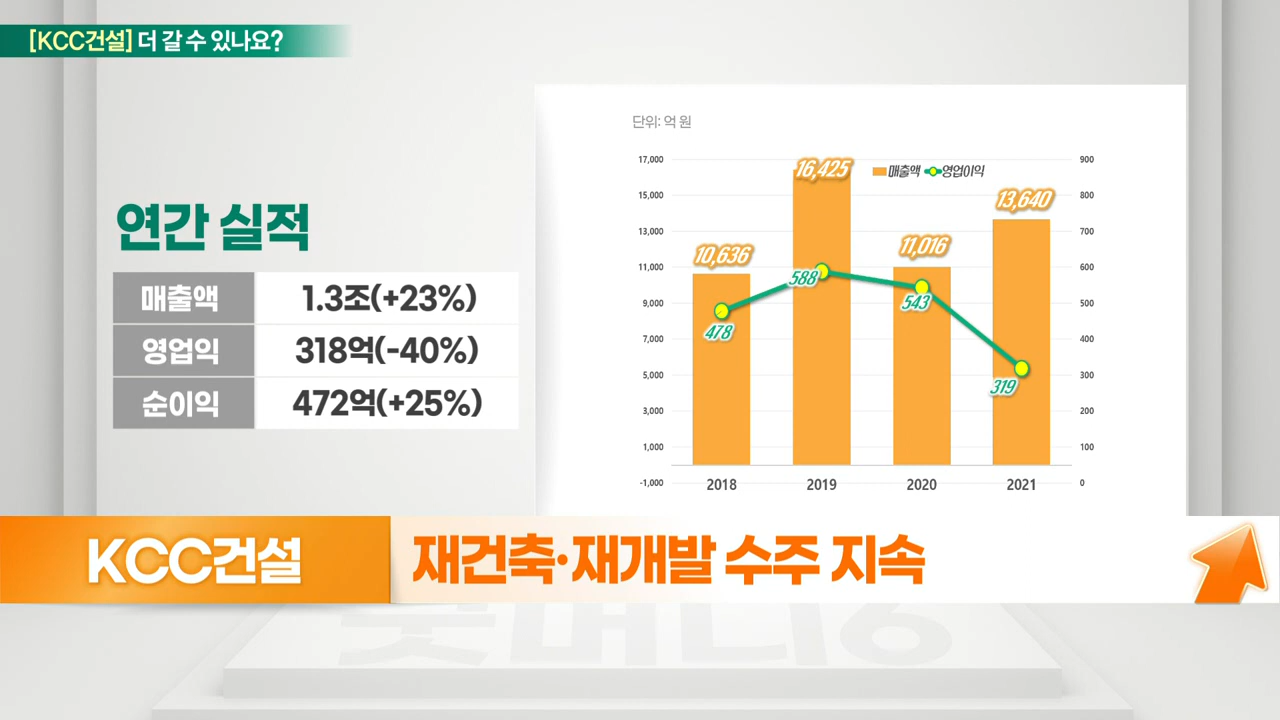 [KCC건설] 더 갈 수 있나요?
연간 실적
매출액 1.3조(+23%)
영업익 318억(-40%)
순이익 472억(+25%)
단위: 억 원
매출액 영업이익
17,000
15,000
13,000
11,000
9,000
7,000
5,000
3,000
1,000
-1,000
900
800
700
600
500
400
300
200
100
0
10,636
16,425
11,016
13,640
478
588
543
319
2018 2019 2020 2021
KCC건설
재건축·재개발 수주 지속
굿머니6